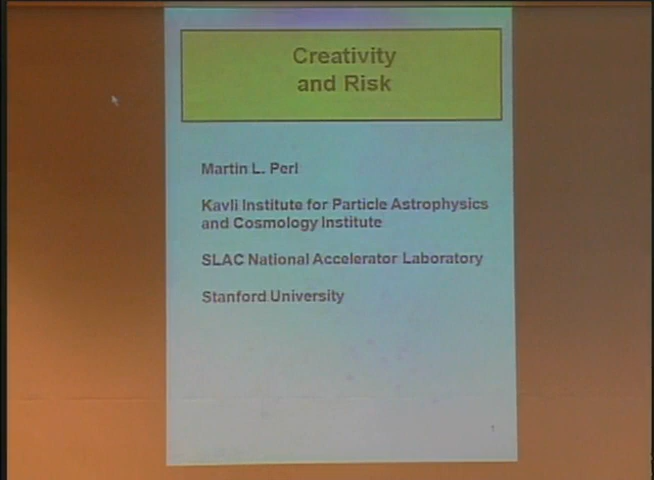 Creativity
and Risk
Martin L. Perl
Kavli Institute for Particle Astrophysics
and Cosmology Institute
SLAC National Accelerator Laboratory
Stanford University
1